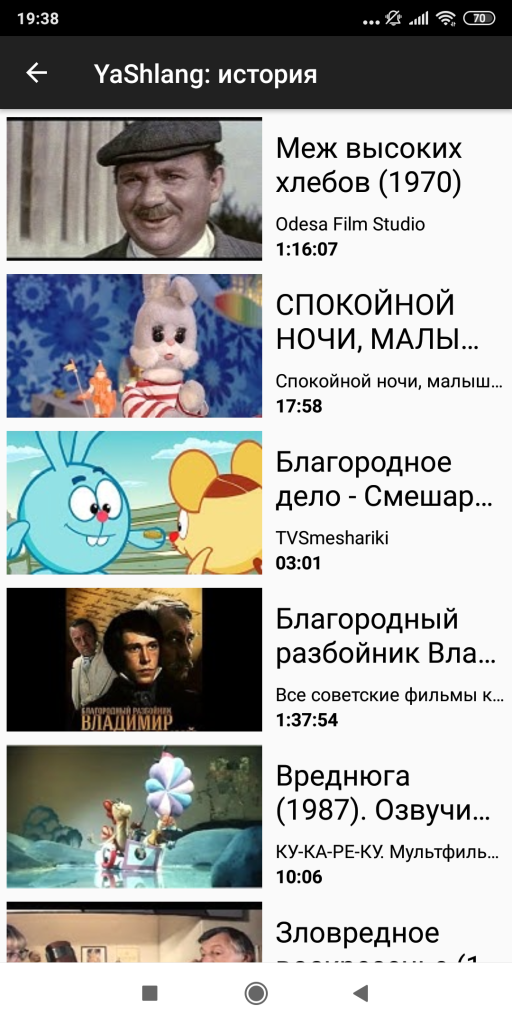 19:38
70
YaShlang: история
Меж высоких
хлебов (1970)
Odesa Film Studio
1:16:07
СПОКОЙНОЙ
НОЧИ, МАЛЫ...
Спокойной ночи, малыш...
17:58
Благородное
дело - Смешар...
TVSmeshariki
03:01
БЛАГОРОДНЫЙ РАЗБОЙНИК
ВЛАДИМИР
Благородный
разбойник Вла...
Все советские фильмы к...
1:37:54
Вреднюга
(1987). Озвучи...
КУ-КА-РЕ-КУ. Мультфиль...
10:06
Зловредное